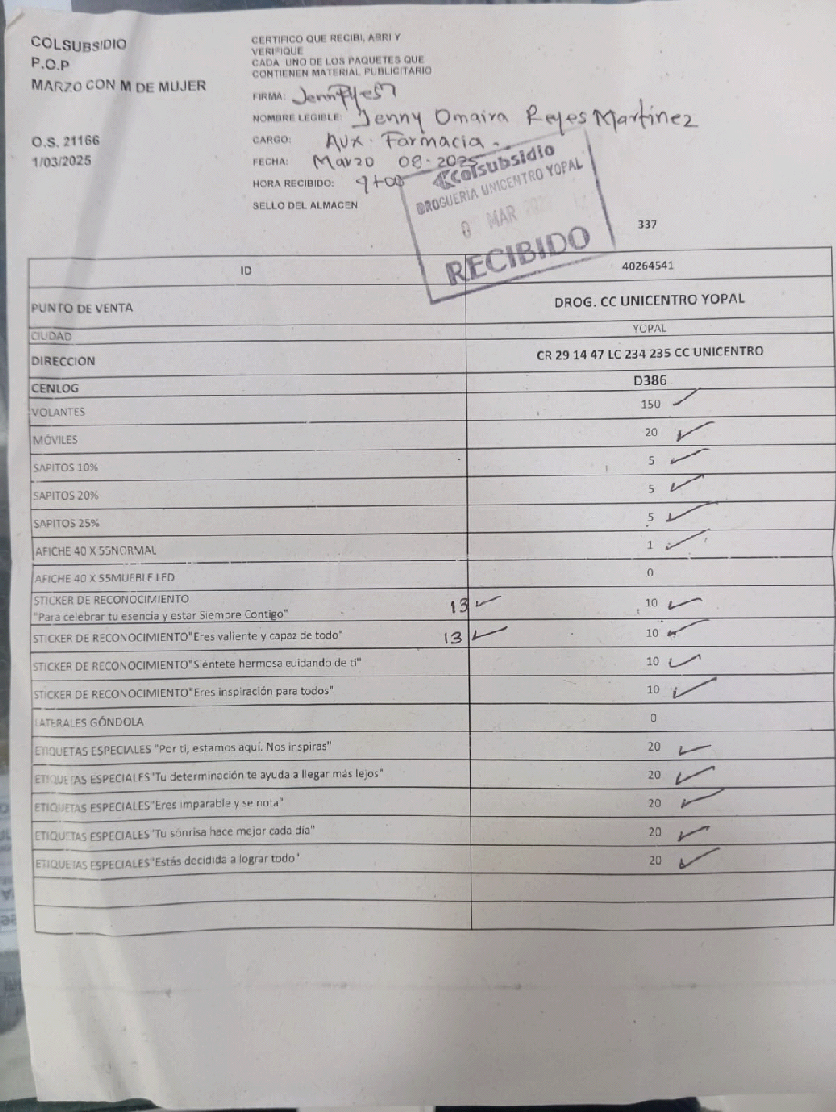 COLSUBSIDIO
P.O.P
MARZO CON M DE MUJER
O.S. 21166
1/03/2025
CERTIFICO QUE RECIBI, ABRI Y
VERIFIQUE
CADA UNO DE LOS PAQUETES QUE
CONTIENEN MATERIAL PUBLICITARIO
FIRMA:
NOMBRE LEGIBLE: Jenny Omaira Reyes Martinez
CARGO: Aux. Farmacia.
FECHA: Marzo 08-2025
HORA RECIBIDO: 9+00
SELLO DEL ALMACEN
Colsubsidio
DROGUERIA UNICENTRO YOPAL
MAR
RECIBIDO
337
ID 40264541
PUNTO DE VENTA DROG. CC UNICENTRO YOPAL
CIUDAD YOPAL
DIRECCION CR 29 14 47 LC 234 235 CC UNICENTRO
CENLOG D386
VOLANTES 150
MÓVILES 20
SAPITOS 10% 5
SAPITOS 20% 5
SAPITOS 25% 5
AFICHE 40 X 55NORMAL 1
AFICHE 40 X 55MUEBLE LED 0
STICKER DE RECONOCIMIENTO
"Para celebrar tu esencia y estar Siempre Contigo" 13 10
STICKER DE RECONOCIMIENTO"Eres valiente y capaz de todo" 13 10
STICKER DE RECONOCIMIENTO"Siéntete hermosa cuidando de ti" 10
STICKER DE RECONOCIMIENTO"Eres inspiración para todos" 10
LATERALES GÓNDOLA 0
ETIQUETAS ESPECIALES "Por ti, estamos aquí. Nos inspiras" 20
ETIQUETAS ESPECIALES"Tu determinación te ayuda a llegar más lejos" 20
ETIQUETAS ESPECIALES"Eres imparable y se nota" 20
ETIQUETAS ESPECIALES "Tu sonrisa hace mejor cada día" 20
ETIQUETAS ESPECIALES"Estás decidida a lograr todo" 20